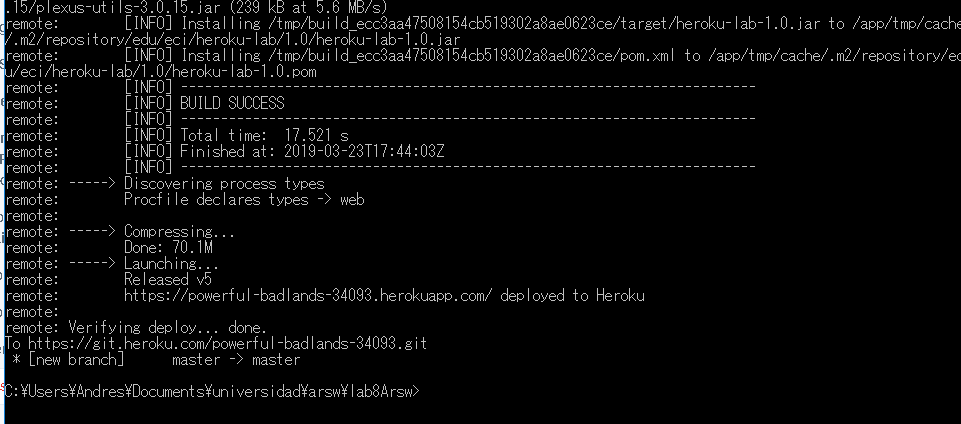 .15/plexus-utils-3.0.15.jar (239 kB at 5.6 MB/s)
remote:        [INFO] Installing /tmp/build_ecc3aa47508154cb519302a8ae0623ce/target/heroku-lab-1.0.jar to /app/tmp/cache
/.m2/repository/edu/eci/heroku-lab/1.0/heroku-lab-1.0.jar
remote:        [INFO] Installing /tmp/build_ecc3aa47508154cb519302a8ae0623ce/pom.xml to /app/tmp/cache/.m2/repository/ed
u/eci/heroku-lab/1.0/heroku-lab-1.0.pom
remote:        [INFO] ------------------------------------------------------------------------
remote:        [INFO] BUILD SUCCESS
remote:        [INFO] ------------------------------------------------------------------------
remote:        [INFO] Total time:  17.521 s
remote:        [INFO] Finished at: 2019-03-23T17:44:03Z
remote:        [INFO] ------------------------------------------------------------------------
remote: -----> Discovering process types
remote:        Procfile declares types -> web
remote:
remote: -----> Compressing...
remote:        Done: 70.1M
remote: -----> Launching...
remote:        Released v5
remote:        https://powerful-badlands-34093.herokuapp.com/ deployed to Heroku
remote:
remote: Verifying deploy... done.
To https://git.heroku.com/powerful-badlands-34093.git
 * [new branch]      master -> master
C:¥Users¥Andres¥Documents¥universidad¥arsw¥lab8Arsw>